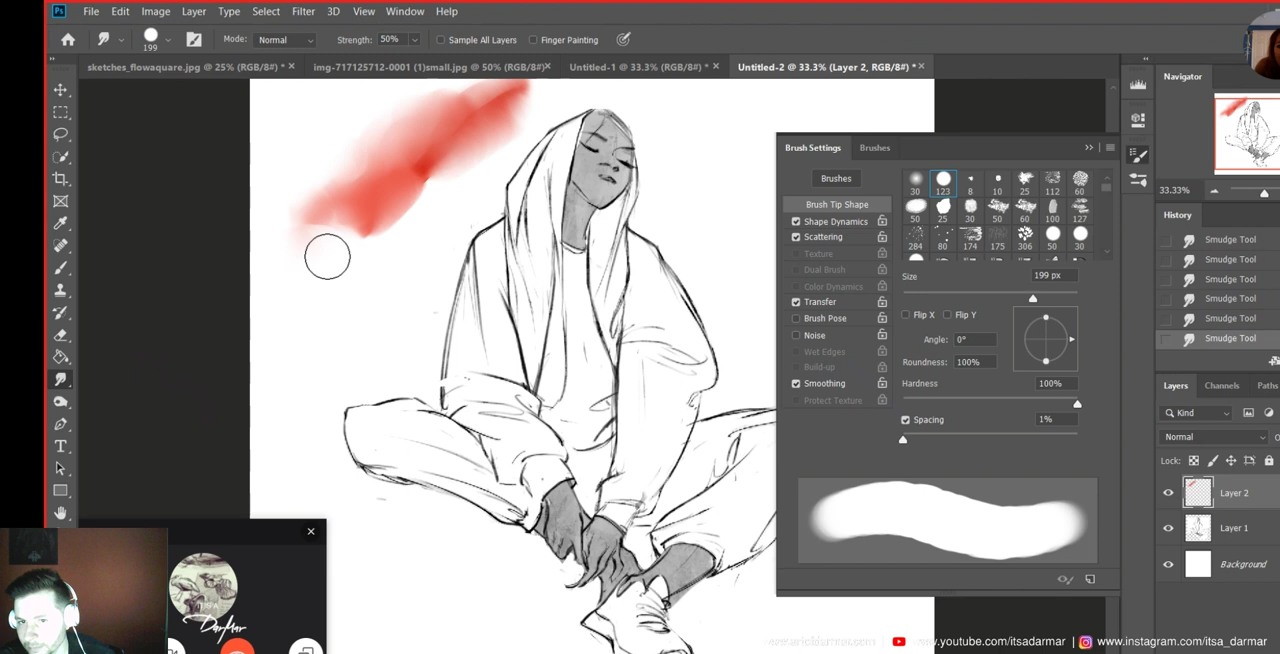 Ps File Edit Image Layer Type Select Filter 3D View Window Help
199 Mode: Normal Strength: 50% Sample All Layers Finger Painting
sketches_flowaquare.jpg @ 25% (RGB/8#) * × img-717125712-0001 (1)small.jpg @ 50% (RGB/8#)× Untitled-1 @ 33.3% (RGB/8#) * × Untitled-2 @ 33.3% (Layer 2, RGB/8#) * ×
Navigator
33.33%
Brush Settings Brushes
Brushes
Brush Tip Shape
Shape Dynamics
Scattering
Texture
Dual Brush
Color Dynamics
Transfer
Brush Pose
Noise
Wet Edges
Build-up
Smoothing
Protect Texture
30 123 8 10 25 112 60
50 25 30 50 60 100 127
284 80 174 175 306 50 30
Size 199 px
Flip X Flip Y
Angle: 0°
Roundness: 100%
Hardness 100%
Spacing 1%
History
Smudge Tool
Smudge Tool
Smudge Tool
Smudge Tool
Smudge Tool
Smudge Tool
Layers Channels Paths
Kind
Normal
Lock:
Layer 2
Layer 1
Background
DarMar
www.youtube.com/itsadarmar | www.instagram.com/itsa_darmar